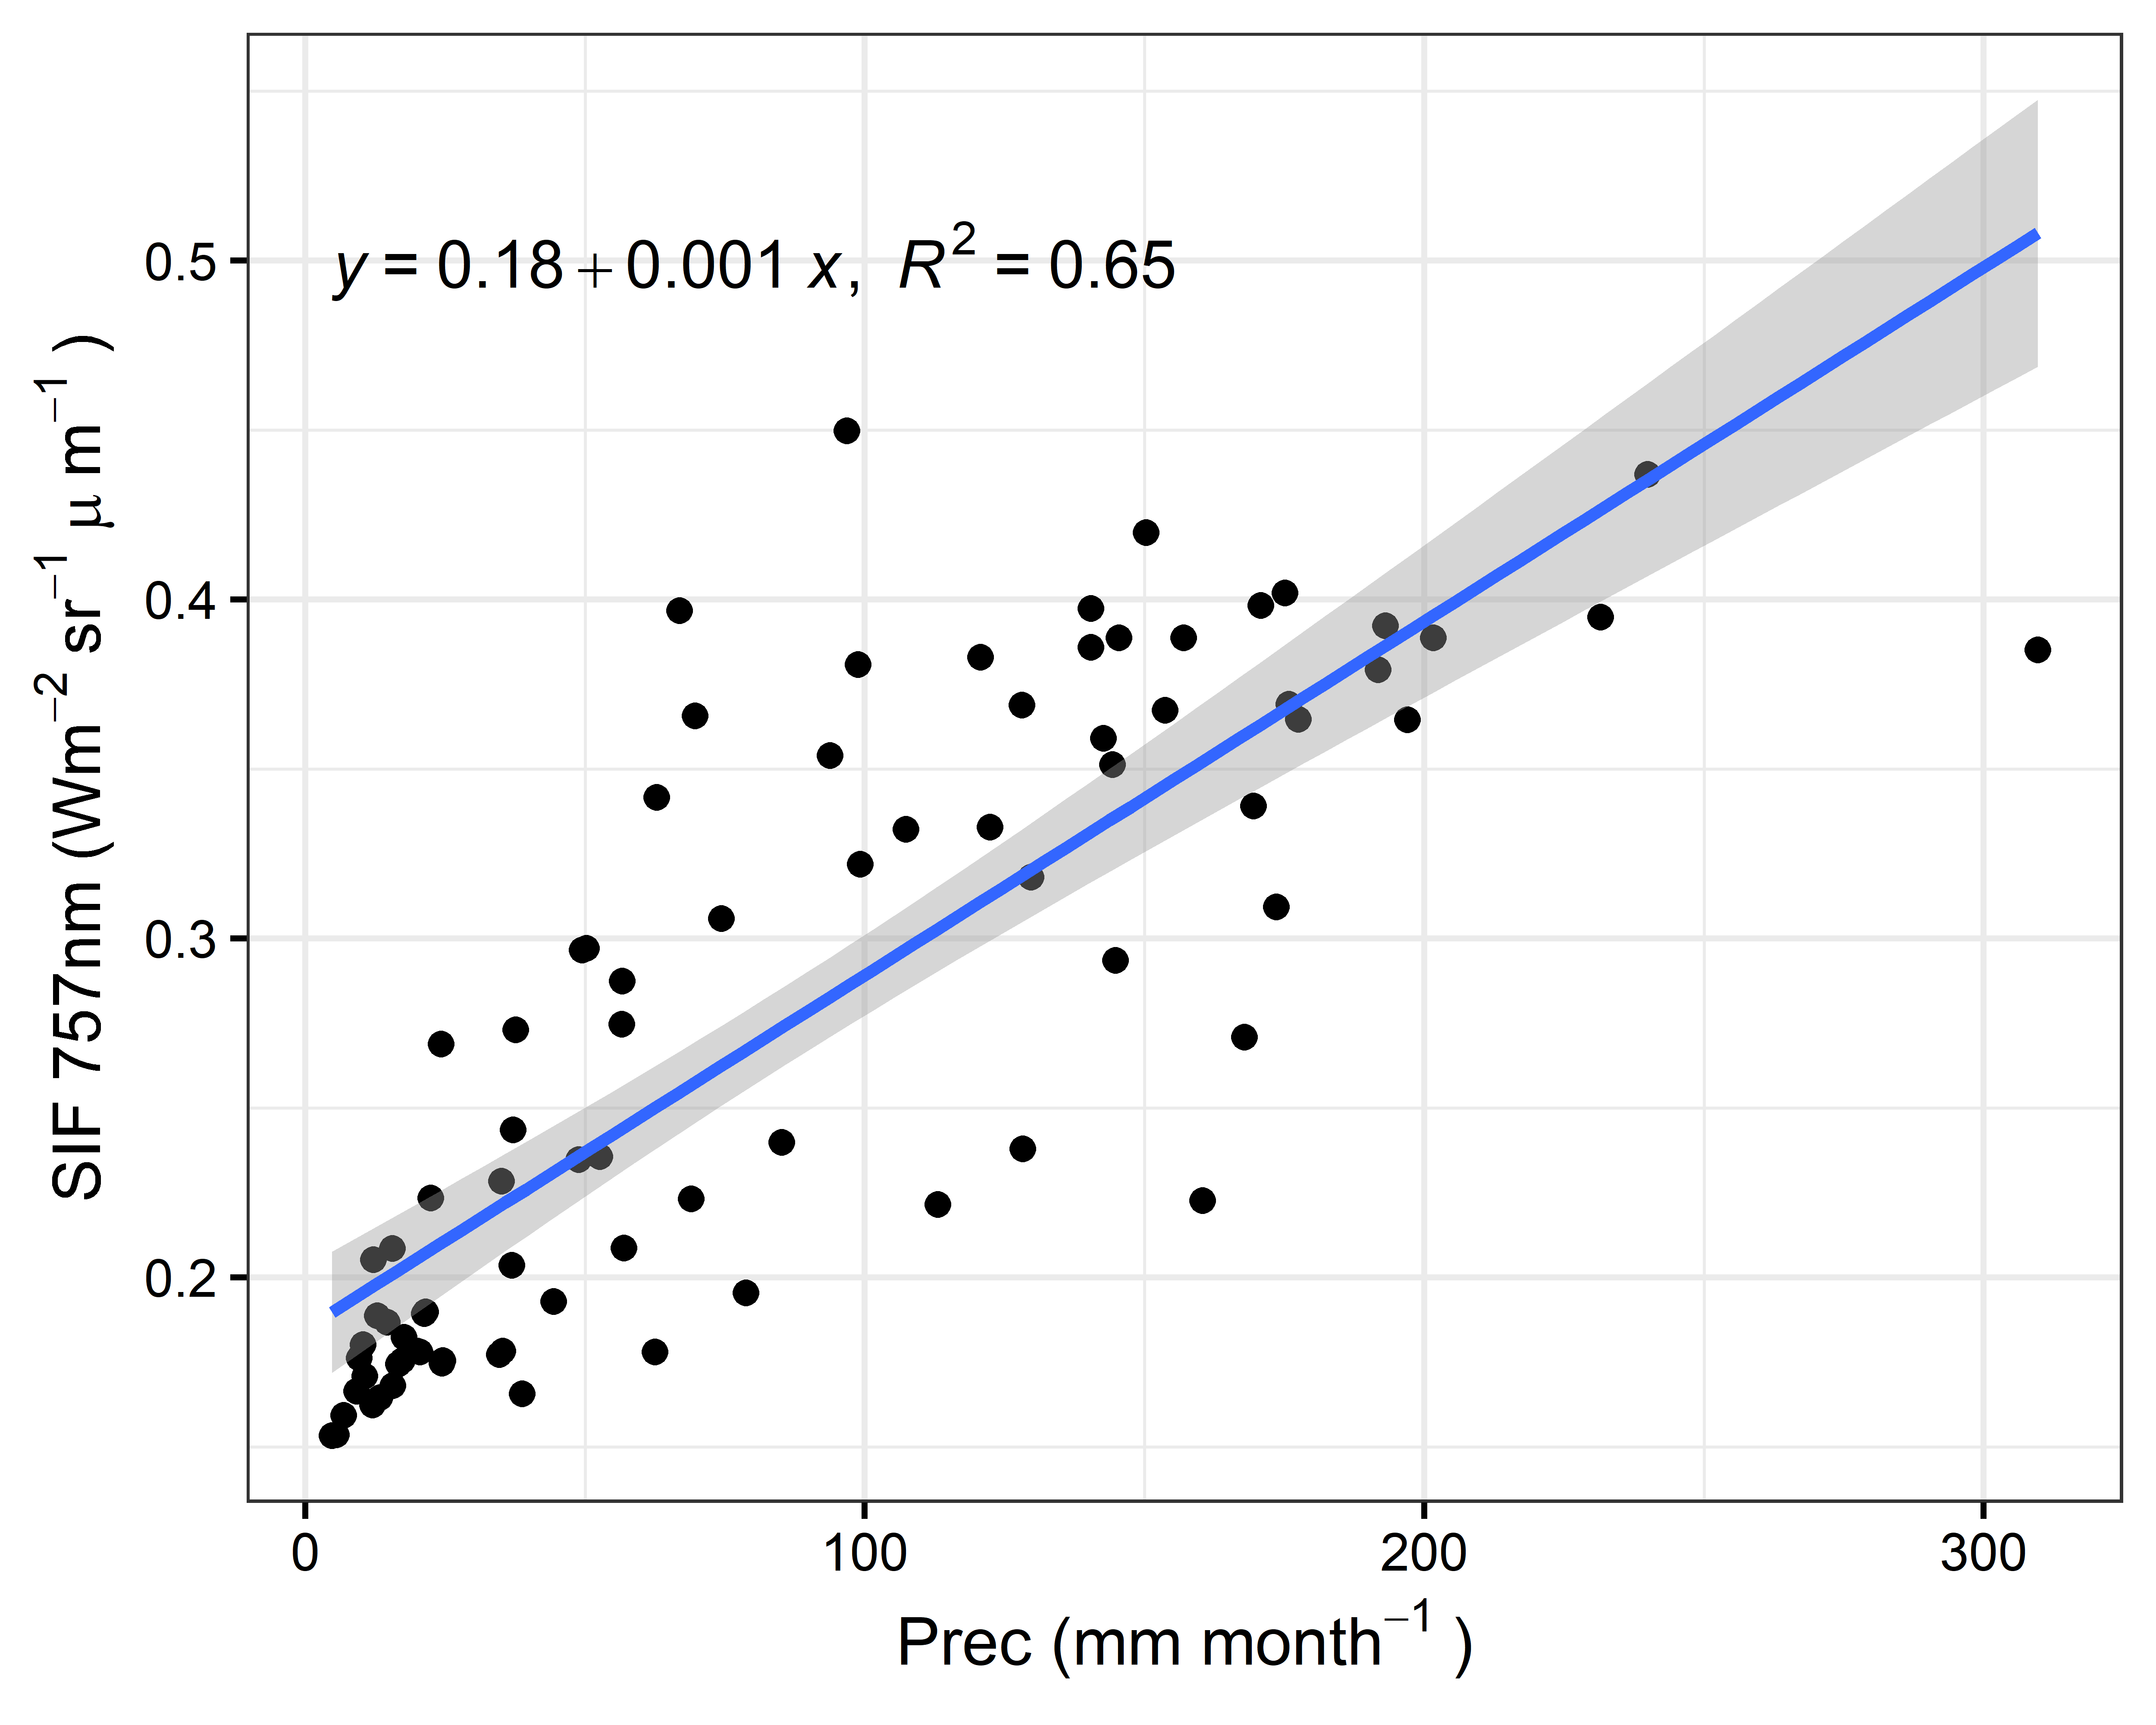 SIF 757nm (Wm⁻² sr⁻¹ μ m⁻¹ )
0.5
0.4
0.3
0.2
y = 0.18 + 0.001 x, R² = 0.65
0 100 200 300
Prec (mm month⁻¹ )